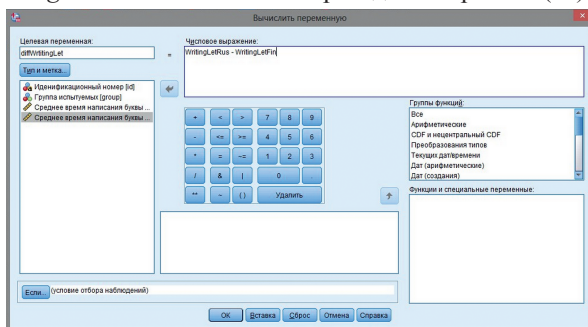 Вычислить переменную
Целевая переменная:
diffWrtitingLet
Тип и метка...
Иденификационный номер [id]
Группа испытуемых [group]
Среднее время написания буквы ...
Среднее время написания буквы ...
=
Числовое выражение:
WritingLetRus - WritingLetFin
+ < > 7 8 9
- <= >= 4 5 6
* = ~= 1 2 3
/ & | 0 .
** ~ ( ) Удалить
Группы функций:
Все
Арифметические
CDF и нецентральный CDF
Преобразования типов
Текущих дат/времени
Дат (арифметические)
Дат (создания)
Функции и специальные переменные:
Если... (условие отбора наблюдений)
ОК Вставка Сброс Отмена Справка